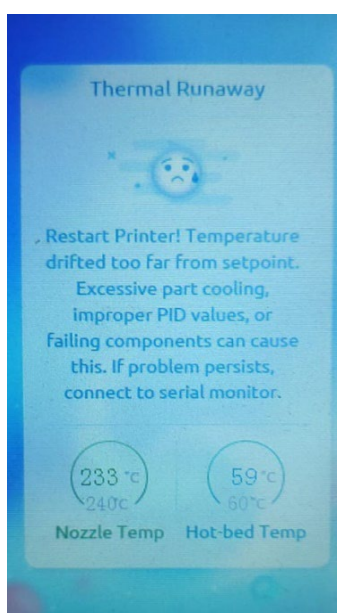 Thermal Runaway
Restart Printer! Temperature
drifted too far from setpoint.
Excessive part cooling,
improper PID values, or
failing components can cause
this. If problem persists,
connect to serial monitor.
233 °C
240°C
59 °C
60°C
Nozzle Temp Hot-bed Temp